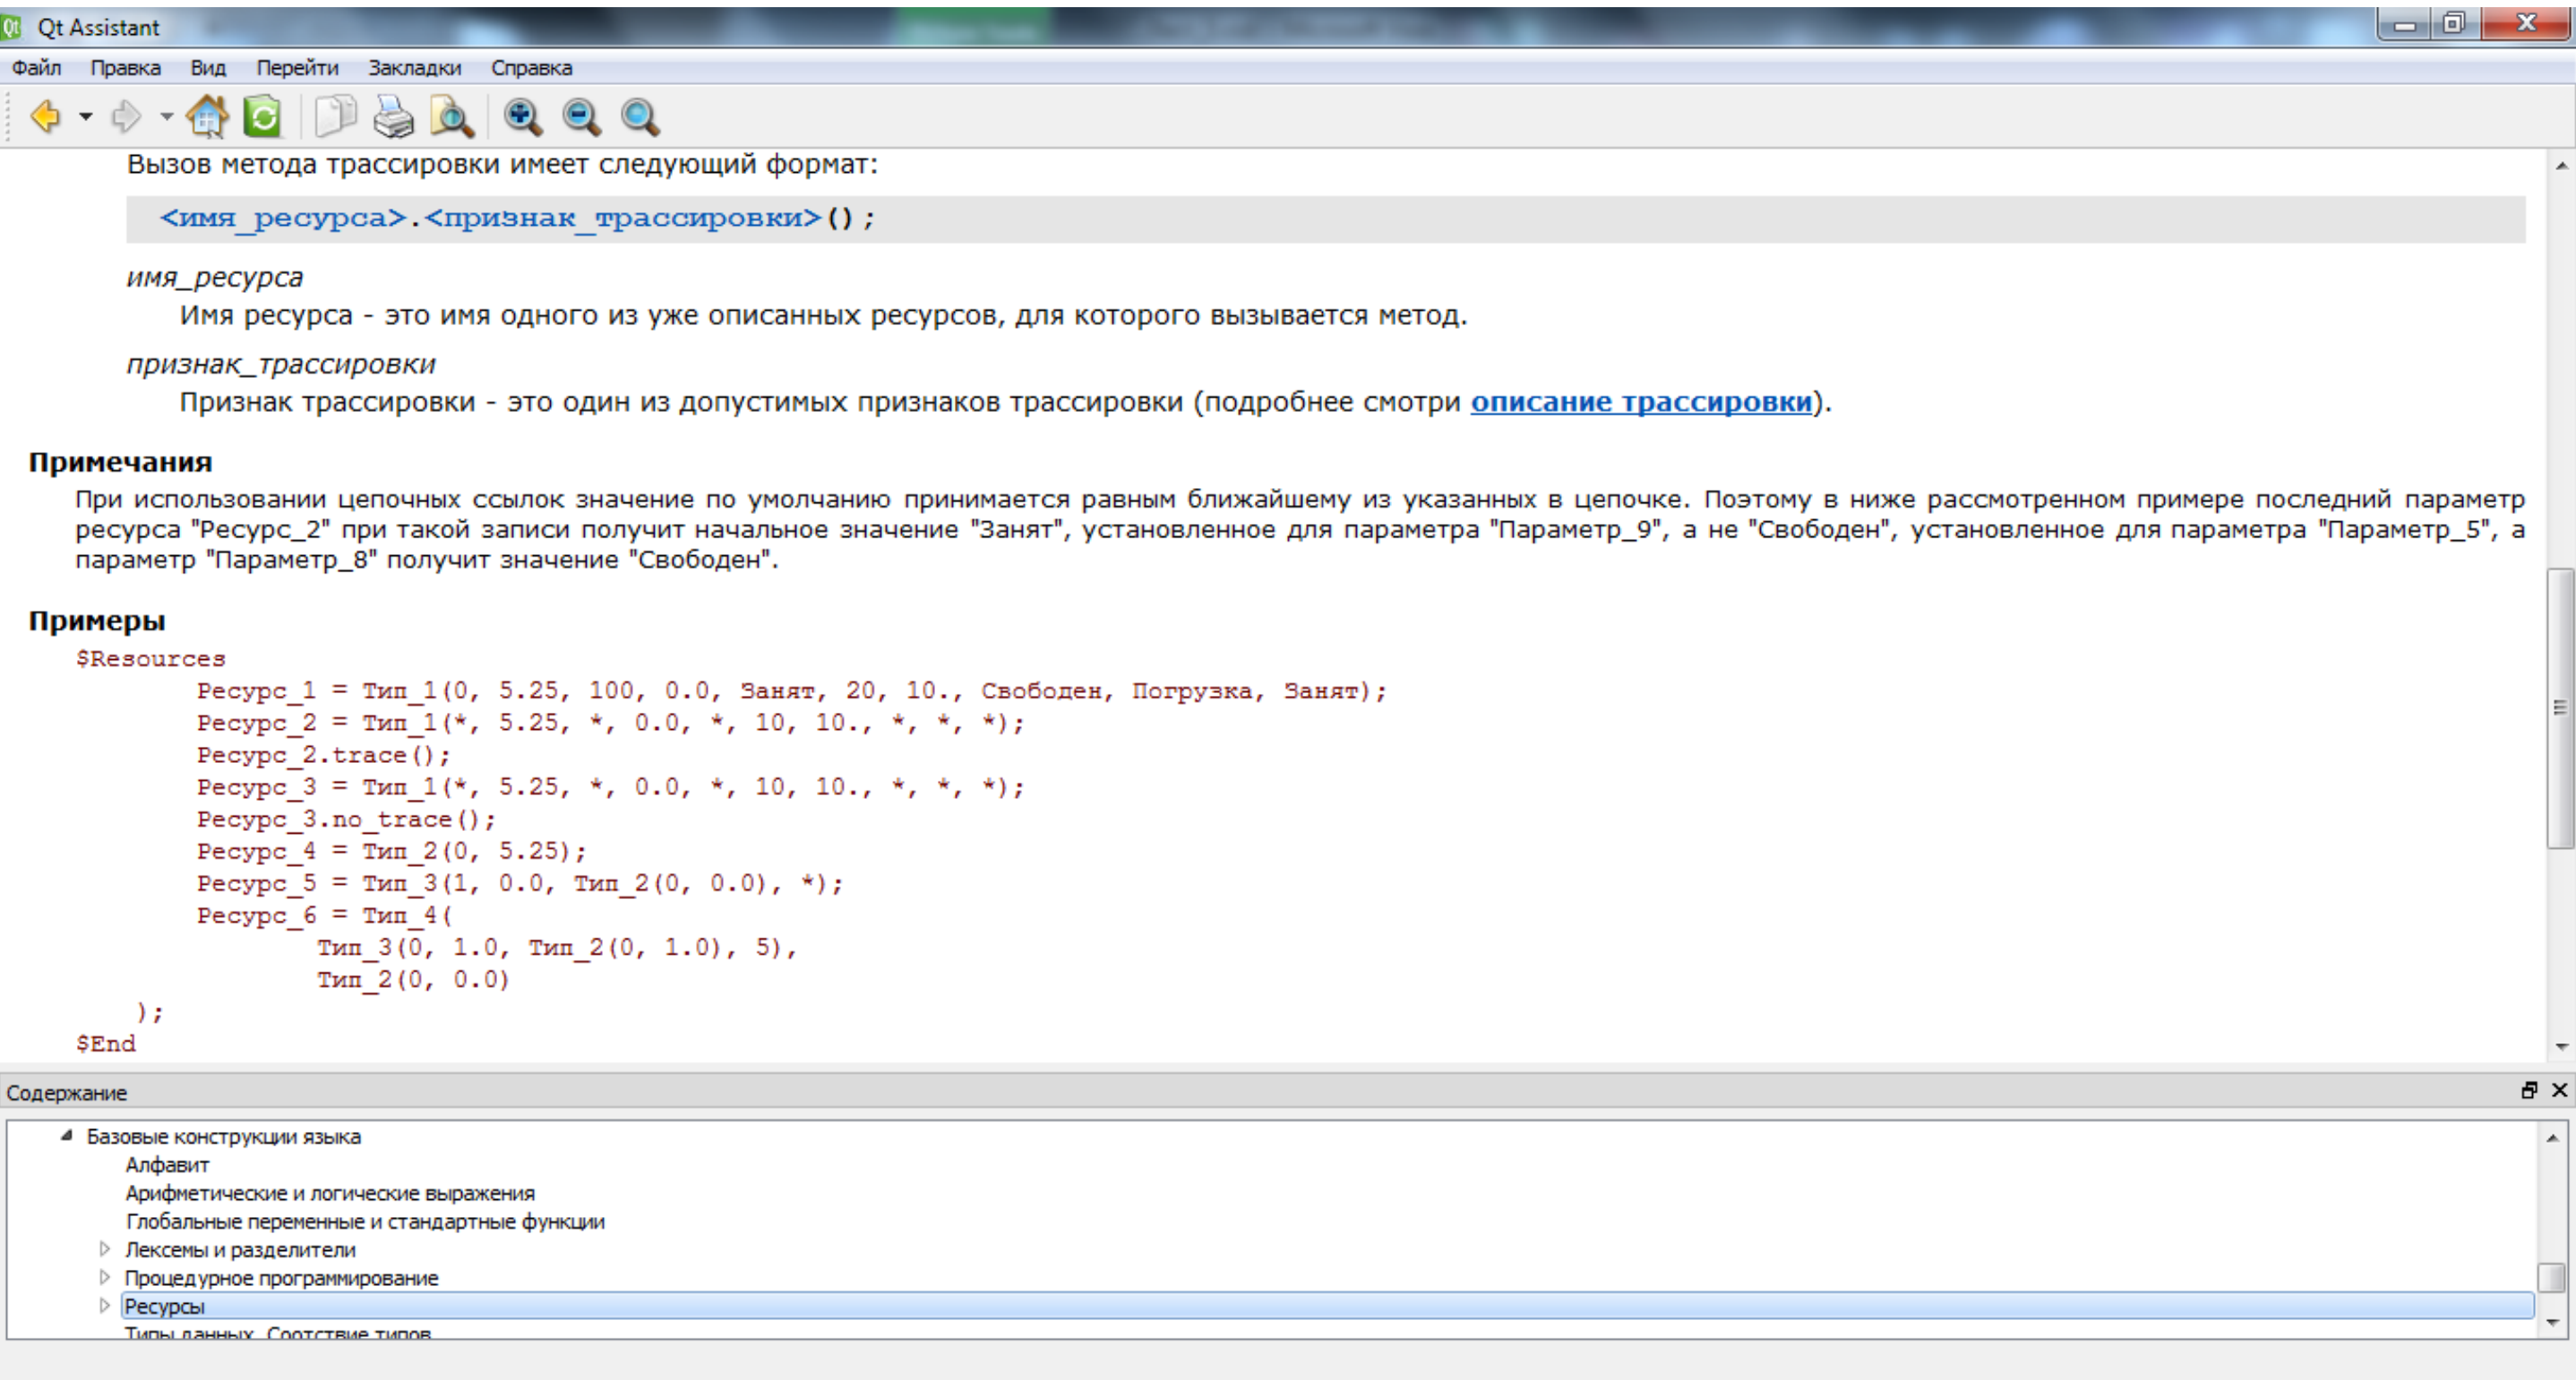 Qt Assistant
Файл Правка Вид Перейти Закладки Справка
Вызов метода трассировки имеет следующий формат:
<имя_ресурса>.<признак_трассировки>();
имя_ресурса
Имя ресурса - это имя одного из уже описанных ресурсов, для которого вызывается метод.
признак_трассировки
Признак трассировки - это один из допустимых признаков трассировки (подробнее смотри описание трассировки).
Примечания
При использовании цепочных ссылок значение по умолчанию принимается равным ближайшему из указанных в цепочке. Поэтому в ниже рассмотренном примере последний параметр
ресурса "Ресурс_2" при такой записи получит начальное значение "Занят", установленное для параметра "Параметр_9", а не "Свободен", установленное для параметра "Параметр_5", а
параметр "Параметр_8" получит значение "Свободен".
Примеры
$Resources
Ресурс_1 = Тип_1(0, 5.25, 100, 0.0, Занят, 20, 10., Свободен, Погрузка, Занят);
Ресурс_2 = Тип_1(*, 5.25, *, 0.0, *, 10, 10., *, *, *);
Ресурс_2.trace();
Ресурс_3 = Тип_1(*, 5.25, *, 0.0, *, 10, 10., *, *, *);
Ресурс_3.no_trace();
Ресурс_4 = Тип_2(0, 5.25);
Ресурс_5 = Тип_3(1, 0.0, Тип_2(0, 0.0), *);
Ресурс_6 = Тип_4(
Тип_3(0, 1.0, Тип_2(0, 1.0), 5),
Тип_2(0, 0.0)
);
$End
Содержание
Базовые конструкции языка
Алфавит
Арифметические и логические выражения
Глобальные переменные и стандартные функции
Лексемы и разделители
Процедурное программирование
Ресурсы
Типы данных. Соотствие типов